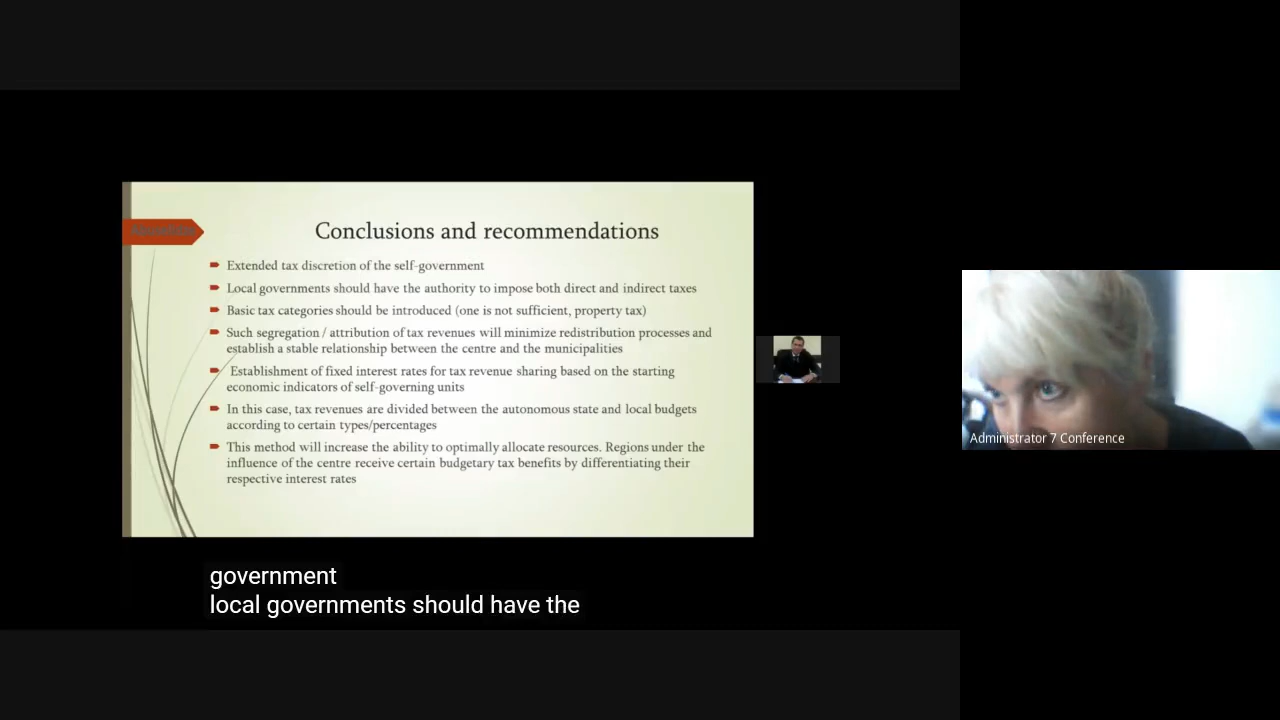 Conclusions and recommendations
Extended tax discretion of the self-government
Local governments should have the authority to impose both direct and indirect taxes
Basic tax categories should be introduced (one is not sufficient, property tax)
Such segregation / attribution of tax revenues will minimize redistribution processes and
establish a stable relationship between the centre and the municipalities
Establishment of fixed interest rates for tax revenue sharing based on the starting
economic indicators of self-governing units
In this case, tax revenues are divided between the autonomous state and local budgets
according to certain types/percentages
This method will increase the ability to optimally allocate resources. Regions under the
influence of the centre receive certain budgetary tax benefits by differentiating their
respective interest rates
Administrator 7 Conference
government
local governments should have the